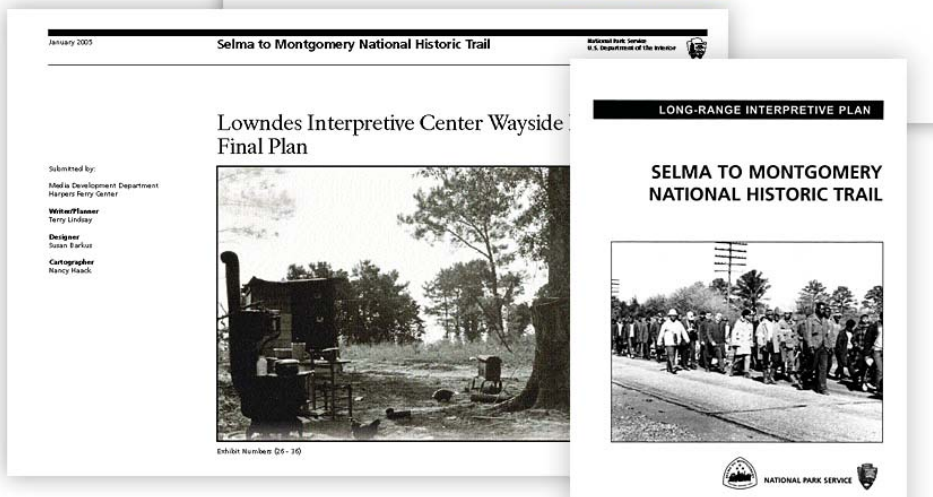 January 2005
Selma to Montgomery National Historic Trail
National Park Service
U.S. Department of the Interior
Lowndes Interpretive Center Wayside
Final Plan
Submitted by:
Media Development Department
Harpers Ferry Center
Writer/Planner
Terry Lindsay
Designer
Susan Barkus
Cartographer
Nancy Haack
Exhibit Numbers (26 - 36)
LONG-RANGE INTERPRETIVE PLAN
SELMA TO MONTGOMERY
NATIONAL HISTORIC TRAIL
NATIONAL PARK SERVICE